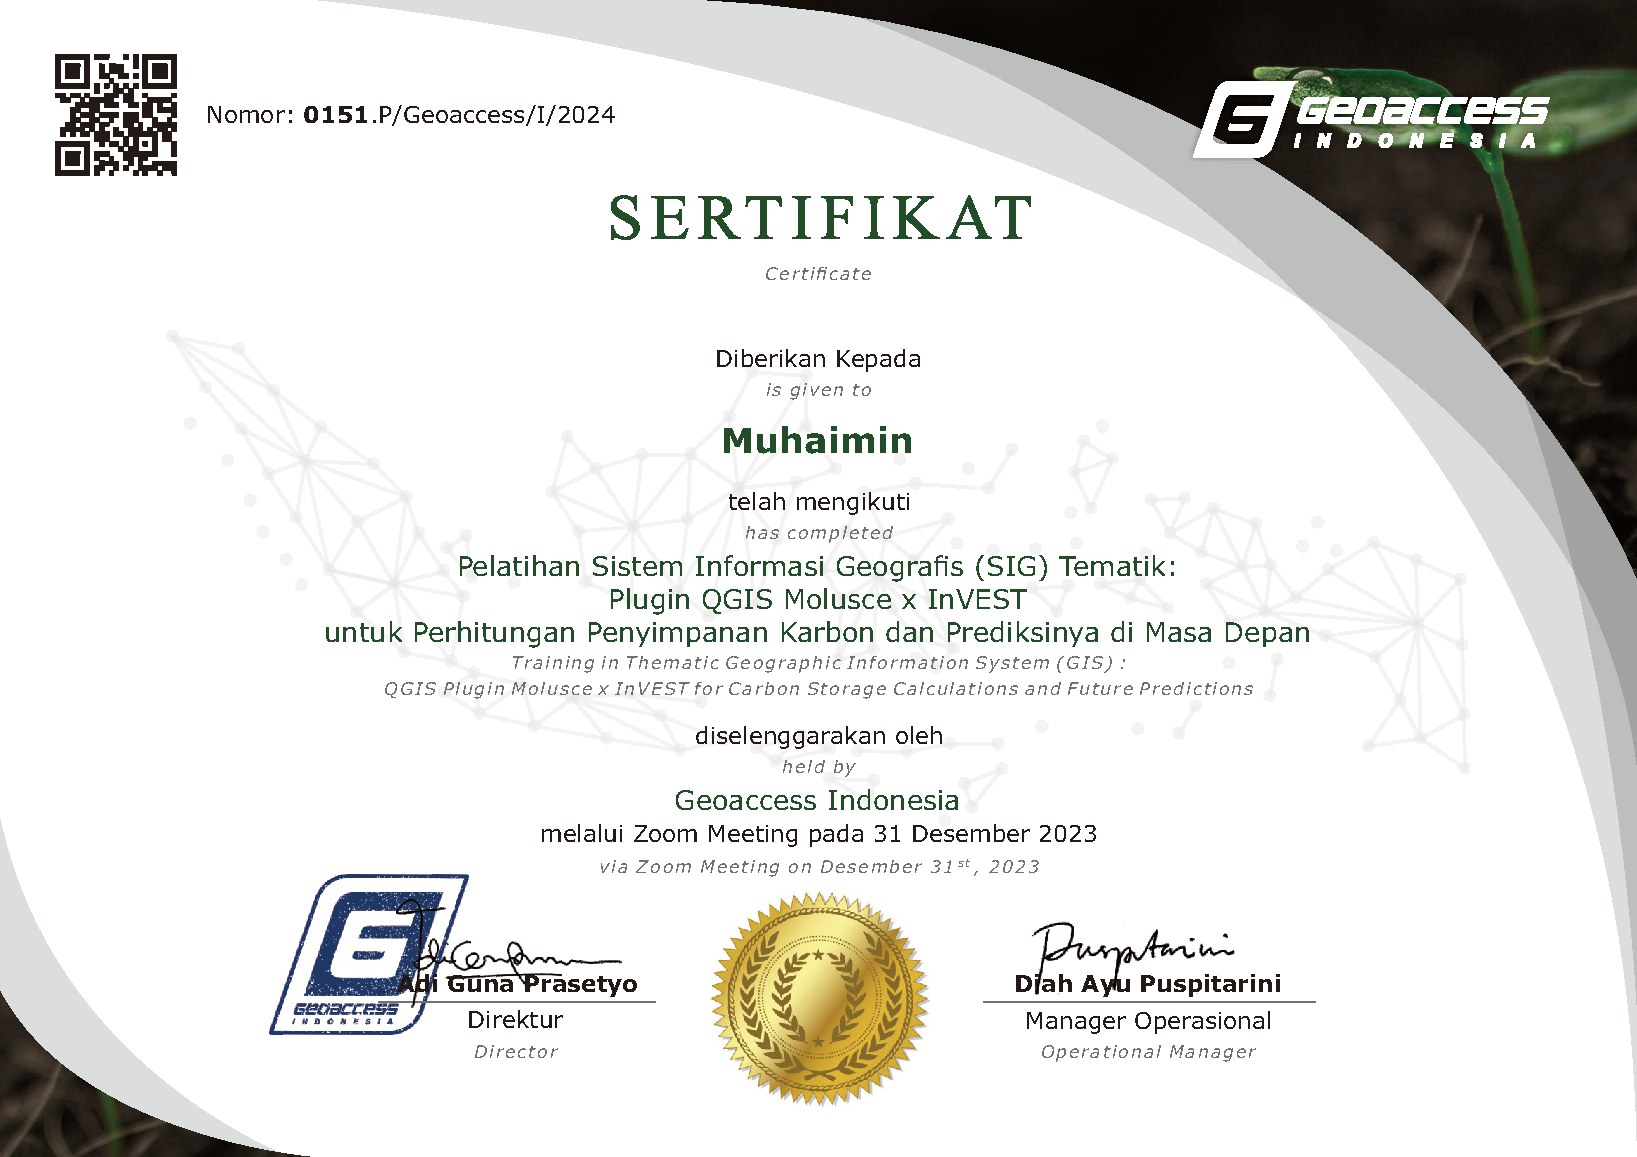 Nomor: 0151.P/Geoaccess/I/2024
GEOACCESS
INDONESIA
SERTIFIKAT
Certificate
Diberikan Kepada
is given to
Muhaimin
telah mengikuti
has completed
Pelatihan Sistem Informasi Geografis (SIG) Tematik:
Plugin QGIS Molusce x InVEST
untuk Perhitungan Penyimpanan Karbon dan Prediksinya di Masa Depan
Training in Thematic Geographic Information System (GIS) :
QGIS Plugin Molusce x InVEST for Carbon Storage Calculations and Future Predictions
diselenggarakan oleh
held by
Geoaccess Indonesia
melalui Zoom Meeting pada 31 Desember 2023
via Zoom Meeting on Desember 31st, 2023
Adi Guna Prasetyo
Direktur
Director
GEOACCESS
INDONESIA
Puspitarini
Diah Ayu Puspitarini
Manager Operasional
Operational Manager